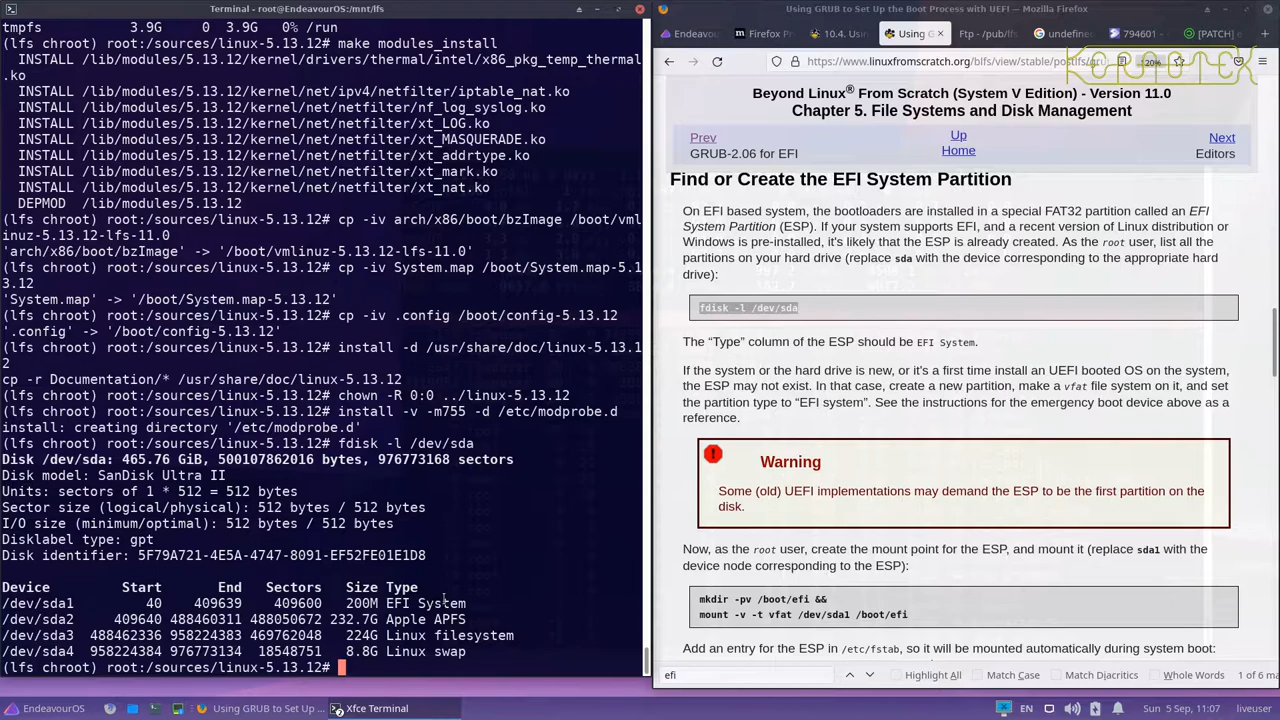 Terminal - root@EndeavourOS:/mnt/lfs
tmpfs 3.9G 0 3.9G 0% /run
(lfs chroot) root:/sources/linux-5.13.12# make modules_install
INSTALL /lib/modules/5.13.12/kernel/drivers/thermal/intel/x86_pkg_temp_thermal
.ko
INSTALL /lib/modules/5.13.12/kernel/net/ipv4/netfilter/iptable_nat.ko
INSTALL /lib/modules/5.13.12/kernel/net/netfilter/nf_log_syslog.ko
INSTALL /lib/modules/5.13.12/kernel/net/netfilter/xt_LOG.ko
INSTALL /lib/modules/5.13.12/kernel/net/netfilter/xt_MASQUERADE.ko
INSTALL /lib/modules/5.13.12/kernel/net/netfilter/xt_addrtype.ko
INSTALL /lib/modules/5.13.12/kernel/net/netfilter/xt_mark.ko
INSTALL /lib/modules/5.13.12/kernel/net/netfilter/xt_nat.ko
DEPMOD /lib/modules/5.13.12
(lfs chroot) root:/sources/linux-5.13.12# cp -iv arch/x86/boot/bzImage /boot/vml
inuz-5.13.12-lfs-11.0
'arch/x86/boot/bzImage' -> '/boot/vmlinuz-5.13.12-lfs-11.0'
(lfs chroot) root:/sources/linux-5.13.12# cp -iv System.map /boot/System.map-5.1
3.12
'System.map' -> '/boot/System.map-5.13.12'
(lfs chroot) root:/sources/linux-5.13.12# cp -iv .config /boot/config-5.13.12
'.config' -> '/boot/config-5.13.12'
(lfs chroot) root:/sources/linux-5.13.12# install -d /usr/share/doc/linux-5.13.1
2
cp -r Documentation/* /usr/share/doc/linux-5.13.12
(lfs chroot) root:/sources/linux-5.13.12# chown -R 0:0 ../linux-5.13.12
(lfs chroot) root:/sources/linux-5.13.12# install -v -m755 -d /etc/modprobe.d
install: creating directory '/etc/modprobe.d'
(lfs chroot) root:/sources/linux-5.13.12# fdisk -l /dev/sda
Disk /dev/sda: 465.76 GiB, 500107862016 bytes, 976773168 sectors
Disk model: SanDisk Ultra II
Units: sectors of 1 * 512 = 512 bytes
Sector size (logical/physical): 512 bytes / 512 bytes
I/O size (minimum/optimal): 512 bytes / 512 bytes
Disklabel type: gpt
Disk identifier: 5F79A721-4E5A-4747-8091-EF52FE01E1D8
Device Start End Sectors Size Type
/dev/sda1 40 409639 409600 200M EFI System
/dev/sda2 409640 488460311 488050672 232.7G Apple APFS
/dev/sda3 488462336 958224383 469762048 224G Linux filesystem
/dev/sda4 958224384 976773134 18548751 8.8G Linux swap
(lfs chroot) root:/sources/linux-5.13.12#
Using GRUB to Set Up the Boot Process with UEFI — Mozilla Firefox
Endeavour
Firefox Pr
10.4. Using
Using G
Ftp - /pub/lfs
undefined
794601 -
[PATCH] e
https://www.linuxfromscratch.org/blfs/view/stable/postlfs/gru
120%
Beyond Linux® From Scratch (System V Edition) - Version 11.0
Chapter 5. File Systems and Disk Management
Prev Up Next
GRUB-2.06 for EFI Home Editors
Find or Create the EFI System Partition
On EFI based system, the bootloaders are installed in a special FAT32 partition called an EFI
System Partition (ESP). If your system supports EFI, and a recent version of Linux distribution or
Windows is pre-installed, it's likely that the ESP is already created. As the root user, list all the
partitions on your hard drive (replace sda with the device corresponding to the appropriate hard
drive):
fdisk -l /dev/sda
The “Type” column of the ESP should be EFI System.
If the system or the hard drive is new, or it's a first time install an UEFI booted OS on the system,
the ESP may not exist. In that case, create a new partition, make a vfat file system on it, and set
the partition type to “EFI system”. See the instructions for the emergency boot device above as a
reference.
Warning
Some (old) UEFI implementations may demand the ESP to be the first partition on the
disk.
Now, as the root user, create the mount point for the ESP, and mount it (replace sda1 with the
device node corresponding to the ESP):
mkdir -pv /boot/efi &&
mount -v -t vfat /dev/sda1 /boot/efi
Add an entry for the ESP in /etc/fstab, so it will be mounted automatically during system boot:
efi
Highlight All Match Case Match Diacritics Whole Words 1 of 6 ma
EndeavourOS Using GRUB to Set Up ... Xfce Terminal EN Sun 5 Sep, 11:07 liveuser